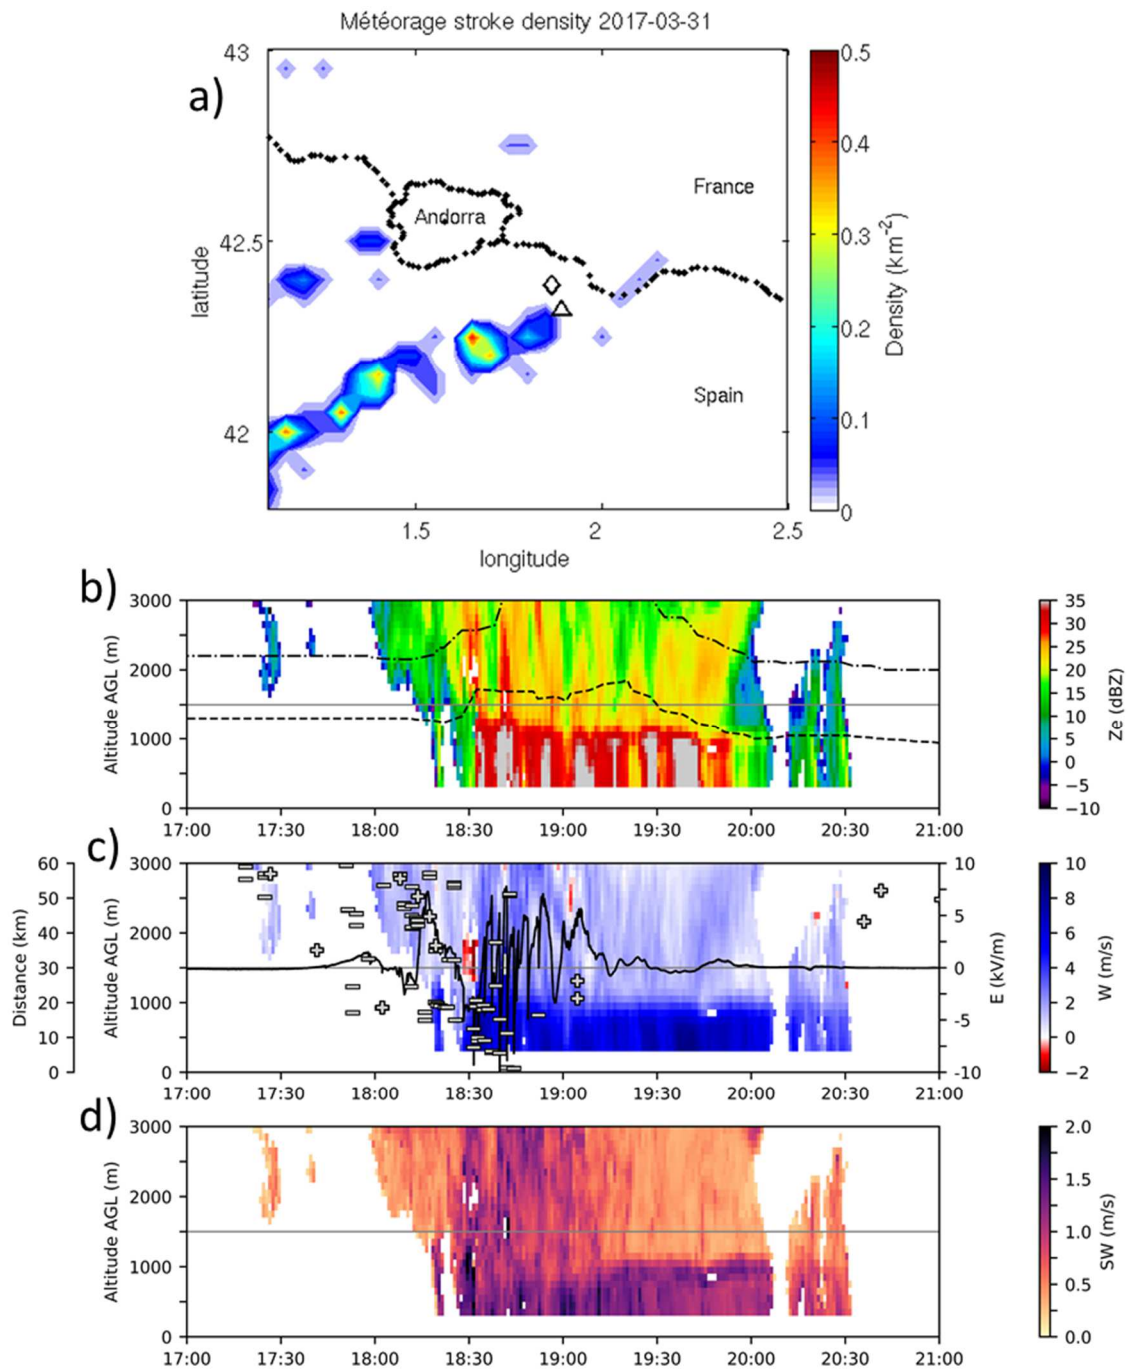 Météorage stroke density 2017-03-31
a)
43
42.5
42
latitude
1.5
2
2.5
longitude
France
Andorra
Spain
0.5
0.4
0.3
0.2
0.1
0
Density (km-2)
b)
3000
2000
1000
0
Altitude AGL (m)
17:00 17:30 18:00 18:30 19:00 19:30 20:00 20:30 21:00
35
30
25
20
15
10
5
0
−5
−10
Ze (dBZ)
c)
60
50
40
30
20
10
0
Distance (km)
3000
2000
1000
0
Altitude AGL (m)
10
5
0
-5
-10
E (kV/m)
17:00 17:30 18:00 18:30 19:00 19:30 20:00 20:30 21:00
10
8
6
4
2
0
−2
W (m/s)
d)
3000
2000
1000
0
Altitude AGL (m)
17:00 17:30 18:00 18:30 19:00 19:30 20:00 20:30 21:00
2.0
1.5
1.0
0.5
0.0
SW (m/s)